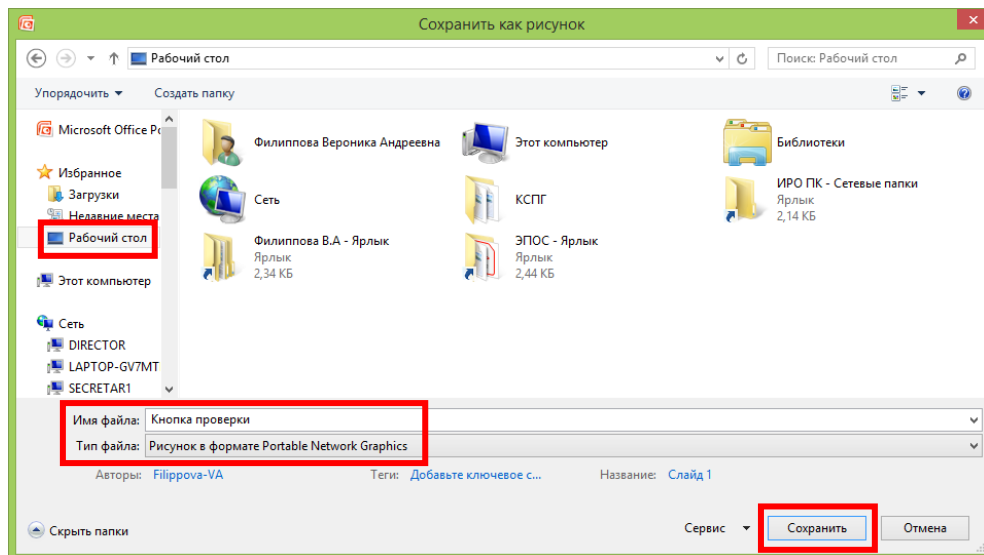 Сохранить как рисунок
Рабочий стол
Поиск: Рабочий стол
Упорядочить
Создать папку
Microsoft Office Po
Избранное
Загрузки
Недавние места
Рабочий стол
Этот компьютер
Сеть
DIRECTOR
LAPTOP-GV7MT
SECRETAR1
Филиппова Вероника Андреевна
Этот компьютер
Библиотеки
Сеть
КСПГ
ИРО ПК - Сетевые папки
Ярлык
2,14 КБ
Филиппова В.А - Ярлык
Ярлык
2,34 КБ
ЭПОС - Ярлык
Ярлык
2,44 КБ
Имя файла: Кнопка проверки
Тип файла: Рисунок в формате Portable Network Graphics
Авторы: Filippova-VA
Теги: Добавьте ключевое с...
Название: Слайд 1
Скрыть папки
Сервис
Сохранить
Отмена